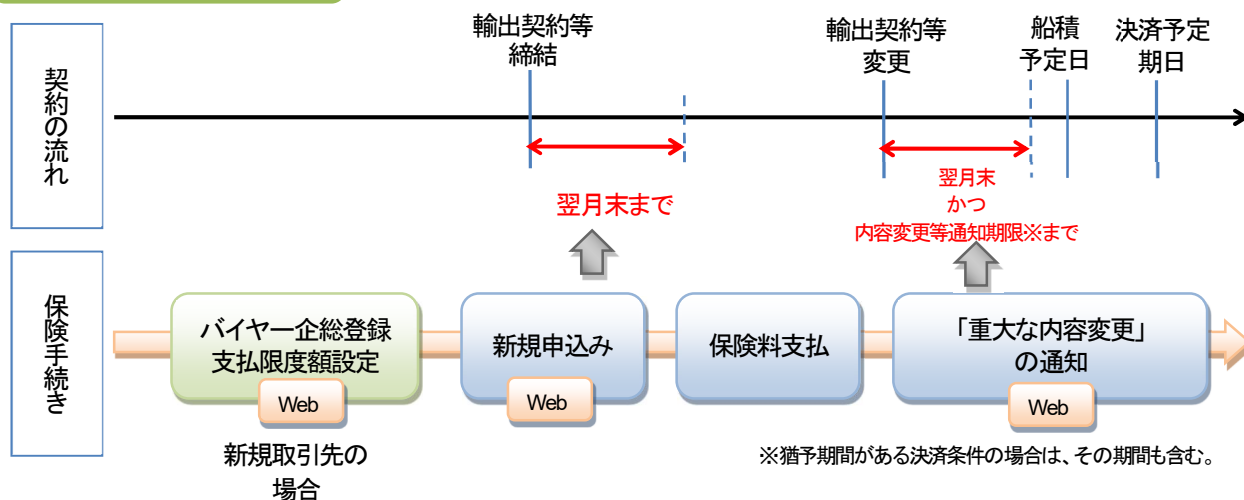 契約の流れ
輸出契約等
締結
輸出契約等
変更
船積
予定日
決済予定
期日
翌月末まで
翌月末
かつ
内容変更等通知期限※まで
保険手続き
バイヤー企総登録
支払限度額設定
Web
新規取引先の
場合
新規申込み
Web
保険料支払
「重大な内容変更」
の通知
Web
※猶予期間がある決済条件の場合は、その期間も含む。